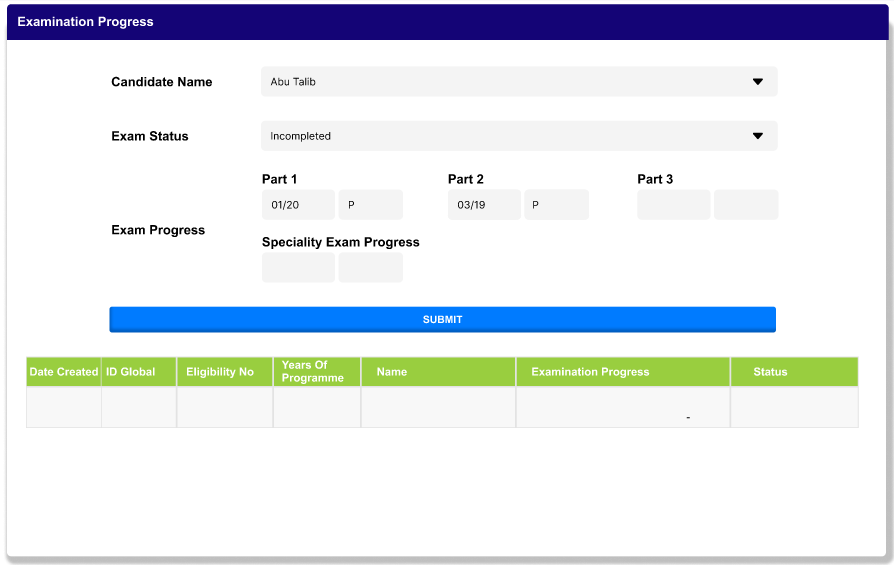 Examination Progress
Candidate Name
Abu Talib
Exam Status
Incompleted
Exam Progress
Part 1
Part 2
Part 3
01/20 P
03/19 P
Speciality Exam Progress
SUBMIT
Date Created ID Global Eligibility No Years Of Programme Name Examination Progress Status
-